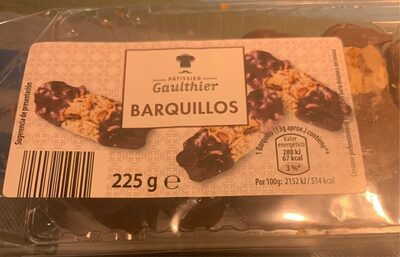 PÂTISSIER
Gaulthier
BARQUILLOS
225 g ℮
Sugerencia de presentación
1 Barquillo (13g aprox.) contiene**
Valor
energético
280 kJ
67 kcal
3 %*
Por 100g: 2152 kJ / 514 kcal